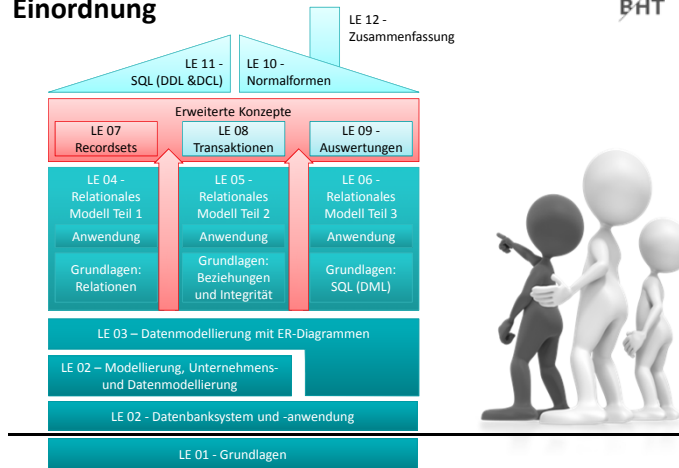 Einordnung
BHT
LE 12 -
Zusammenfassung
LE 11 -
SQL (DDL &DCL)
LE 10 -
Normalformen
Erweiterte Konzepte
LE 07
Recordsets
LE 08
Transaktionen
LE 09 -
Auswertungen
LE 04 -
Relationales
Modell Teil 1
Anwendung
Grundlagen:
Relationen
LE 05 -
Relationales
Modell Teil 2
Anwendung
Grundlagen:
Beziehungen
und Integrität
LE 06 -
Relationales
Modell Teil 3
Anwendung
Grundlagen:
SQL (DML)
LE 03 – Datenmodellierung mit ER-Diagrammen
LE 02 – Modellierung, Unternehmens-
und Datenmodellierung
LE 02 - Datenbanksystem und -anwendung
LE 01 - Grundlagen